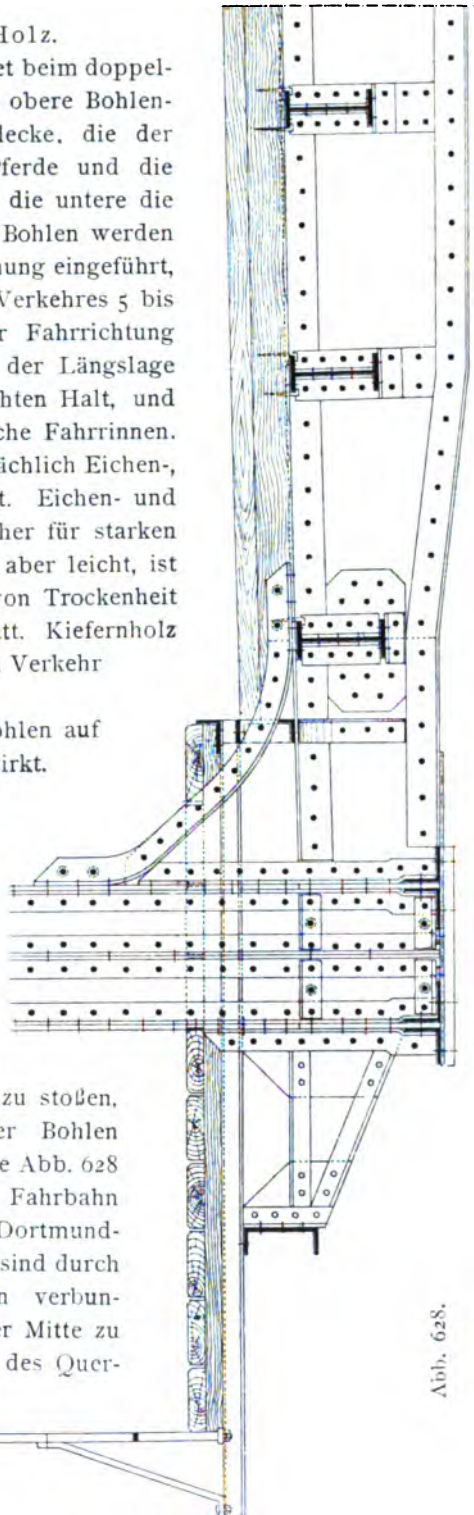 Holz.
et beim doppel-
obere Bohlen-
lecke, die der
ferde und die
die untere die
Bohlen werden
nung eingeführt,
Verkehres 5 bis
r Fahrrichtung
der Längslage
chten Halt, und
che Fahrrinnen.
sächlich Eichen-,
t. Eichen- und
her für starken
aber leicht, ist
von Trockenheit
tt. Kiefernholz
Verkehr
ohlen auf
irkt.
zu stoßen,
er Bohlen
e Abb. 628
Fahrbahn
Dortmund-
sind durch
n verbun-
er Mitte zu
des Quer-
Abb. 628.